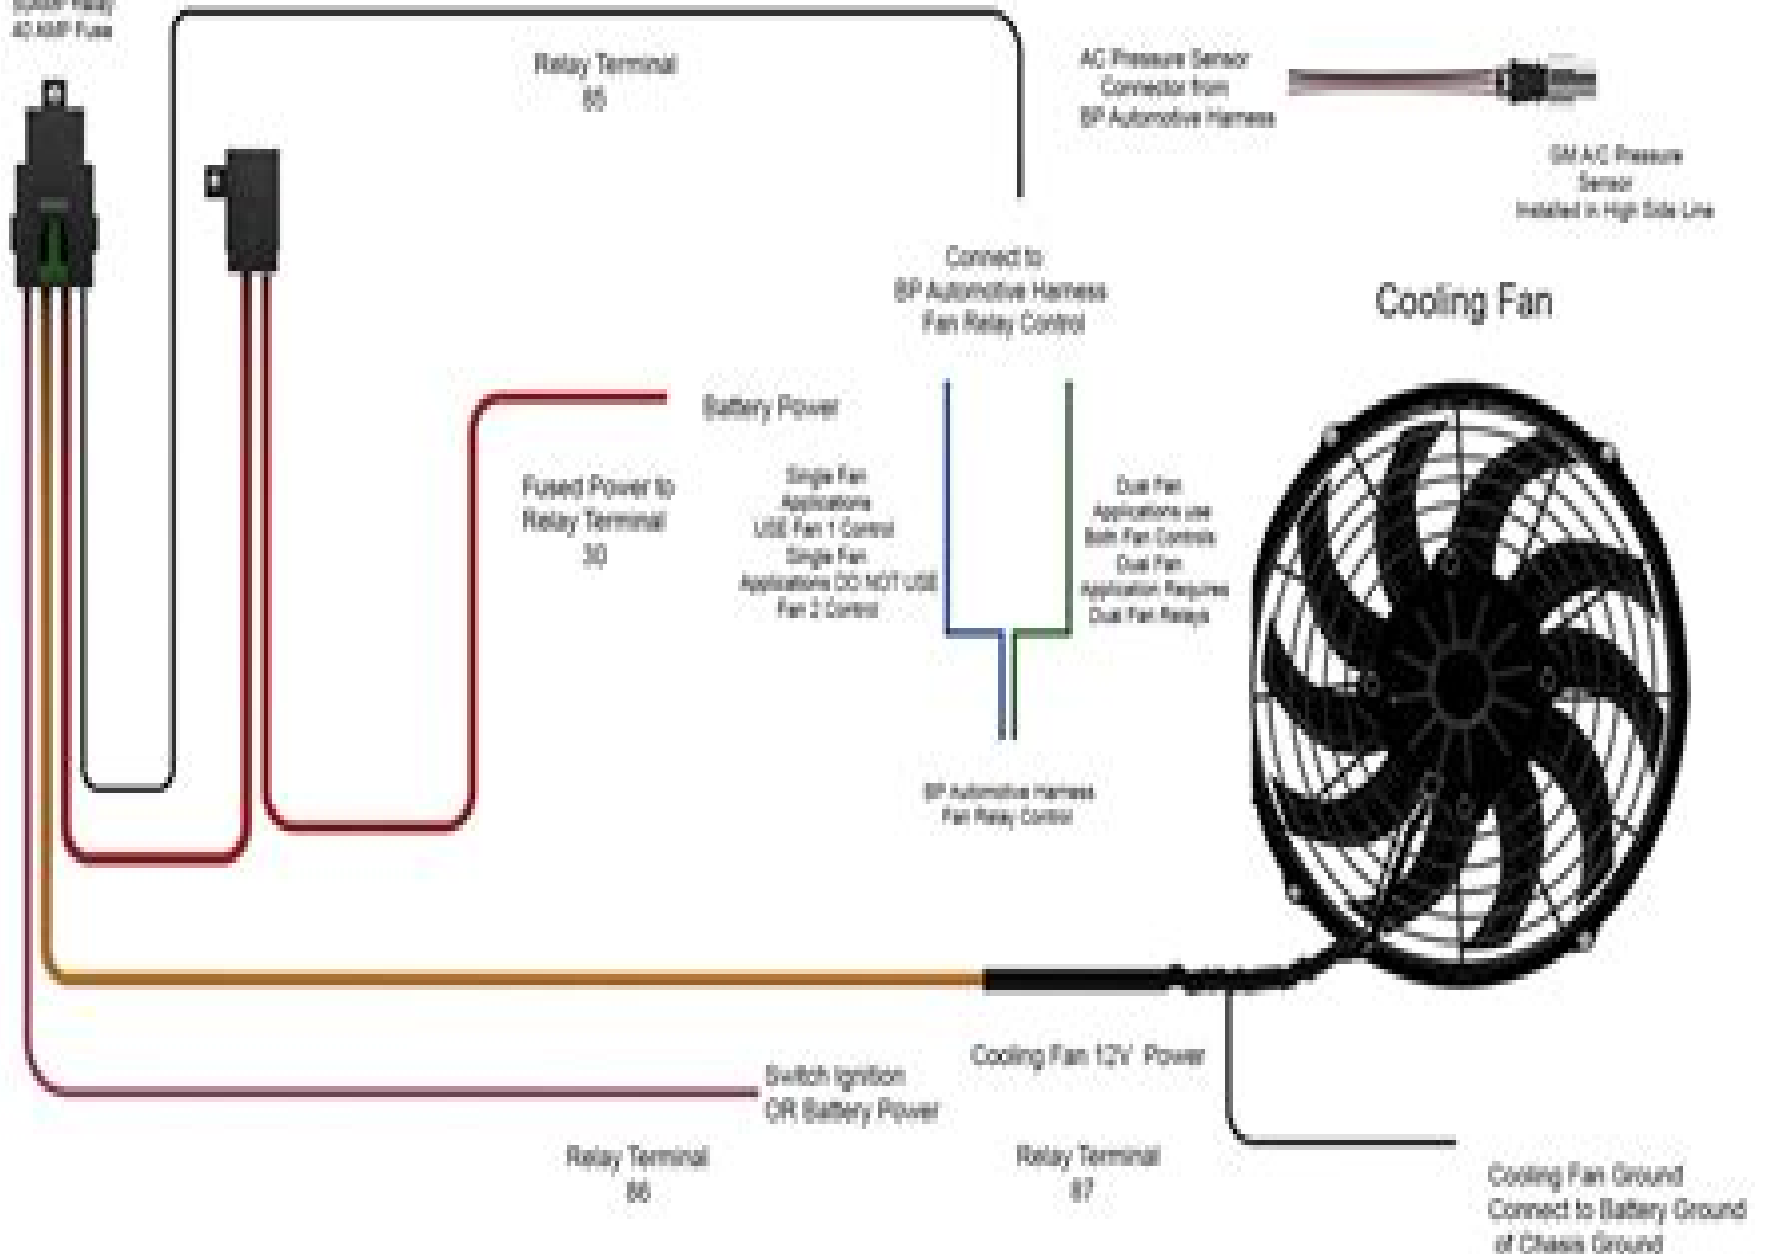 Relay
40 AMP Fuse
Relay Terminal
85
AC Pressure Sensor
Connector from
BP Automotive Harness
GM A/C Pressure
Sensor
Installed in High Side Line
Connect to
BP Automotive Harness
Fan Relay Control
Cooling Fan
Battery Power
Fused Power to
Relay Terminal
30
Single Fan
Applications
USE Fan 1 Control
Single Fan
Applications DO NOT USE
Fan 2 Control
Dual Fan
Applications use
Both Fan Controls
Dual Fan
Application Requires
Dual Fan Relays
BP Automotive Harness
Fan Relay Control
Cooling Fan 12V Power
Switch Ignition
OR Battery Power
Relay Terminal
86
Relay Terminal
87
Cooling Fan Ground
Connect to Battery Ground
of Chasis Ground